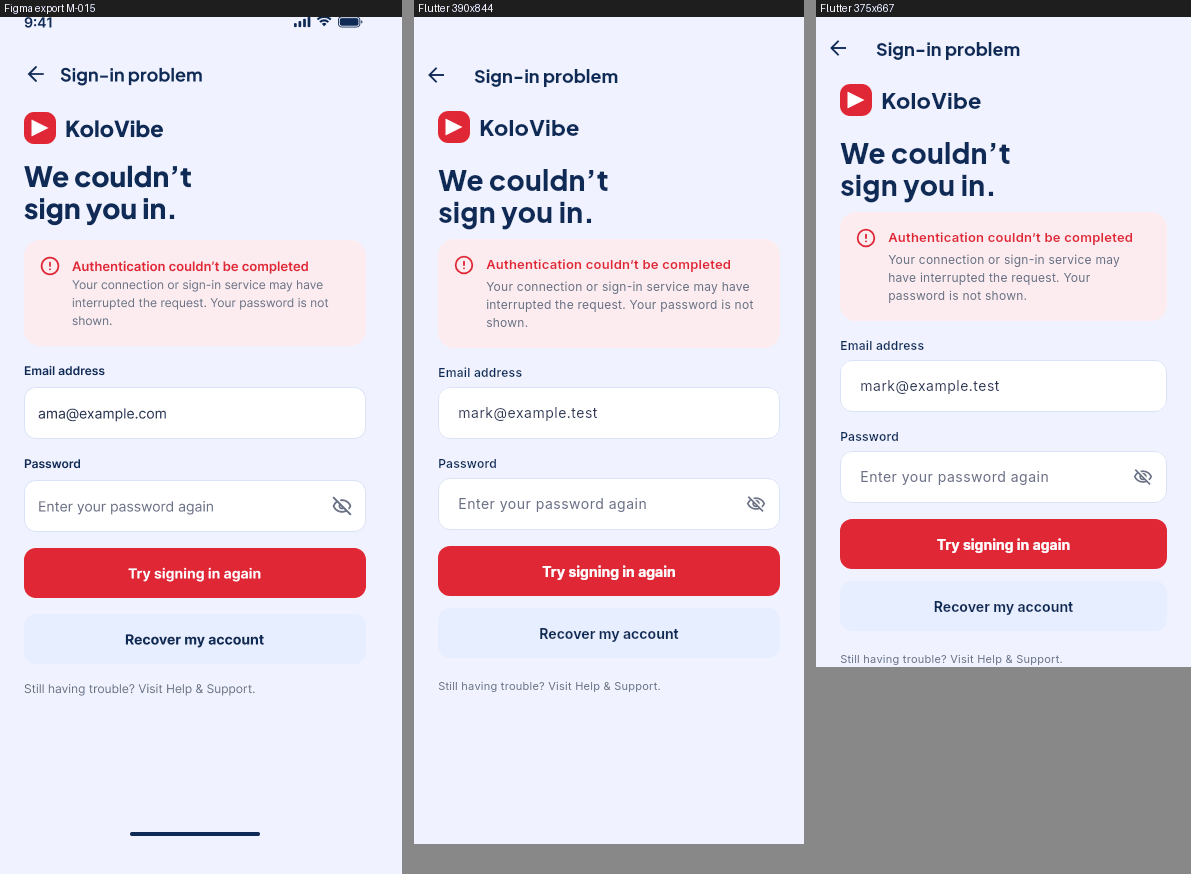 Figma export M-015
9:41
Sign-in problem
KoloVibe
We couldn’t
sign you in.
Authentication couldn’t be completed
Your connection or sign-in service may have
interrupted the request. Your password is not
shown.
Email address
ama@example.com
Password
Enter your password again
Try signing in again
Recover my account
Still having trouble? Visit Help & Support.
Flutter 390x844
Sign-in problem
KoloVibe
We couldn’t
sign you in.
Authentication couldn’t be completed
Your connection or sign-in service may have
interrupted the request. Your password is not
shown.
Email address
mark@example.test
Password
Enter your password again
Try signing in again
Recover my account
Still having trouble? Visit Help & Support.
Flutter 375x667
Sign-in problem
KoloVibe
We couldn’t
sign you in.
Authentication couldn’t be completed
Your connection or sign-in service may
have interrupted the request. Your
password is not shown.
Email address
mark@example.test
Password
Enter your password again
Try signing in again
Recover my account
Still having trouble? Visit Help & Support.